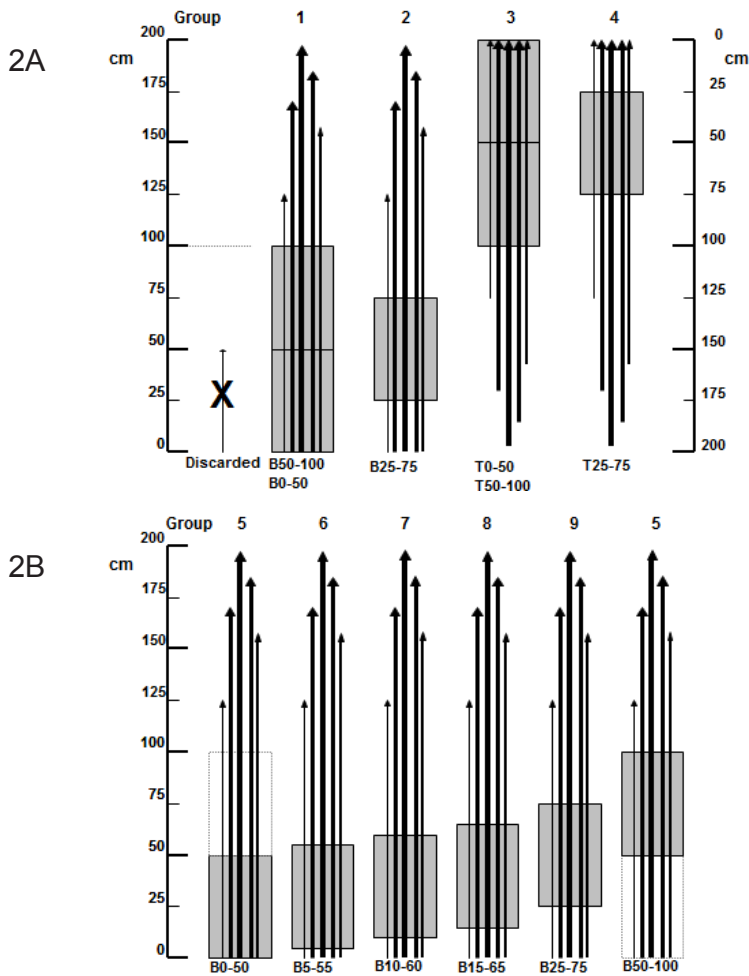 Group 1 2 3 4
2A
200 0
cm cm
175 25
150 50
125 75
100 100
75 125
50 150
X
25 175
0 200
Discarded B50-100 B25-75 T0-50 T25-75
B0-50 T50-100
Group 5 6 7 8 9 5
2B
200
cm
175
150
125
100
75
50
25
0
B0-50 B5-55 B10-60 B15-65 B25-75 B50-100